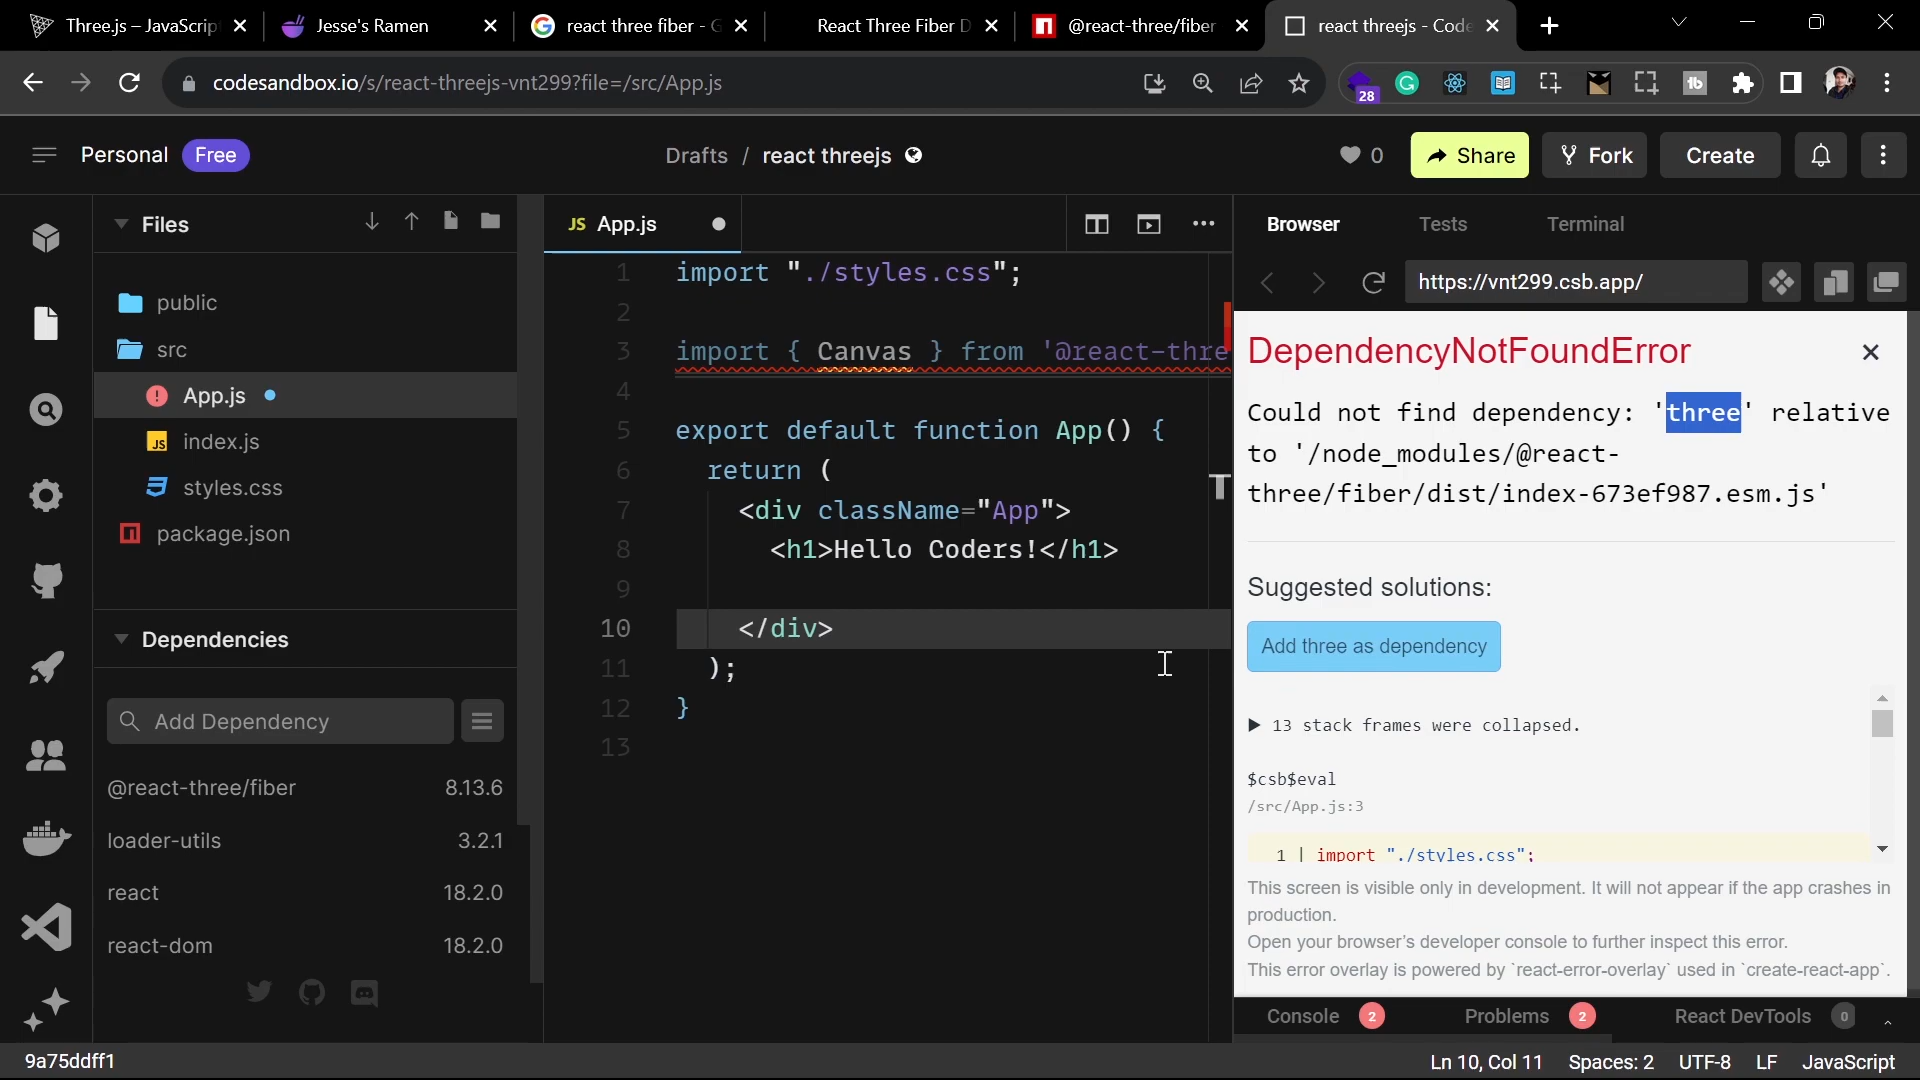 Three.js – JavaScrip
Jesse's Ramen
react three fiber - G
React Three Fiber D
@react-three/fiber
react threejs - Code
codesandbox.io/s/react-threejs-vnt299?file=/src/App.js
28
Personal
Free
Drafts / react threejs
0
Share
Fork
Create
Files
JS App.js
Browser
Tests
Terminal
https://vnt299.csb.app/
public
src
App.js
JS index.js
styles.css
package.json
1 import "./styles.css";
2
3 import { Canvas } from '@react-thre
4
5 export default function App() {
6 return (
7 <div className="App">
8 <h1>Hello Coders!</h1>
9
10 </div>
11 );
12 }
13
Dependencies
Add Dependency
@react-three/fiber 8.13.6
loader-utils 3.2.1
react 18.2.0
react-dom 18.2.0
DependencyNotFoundError
Could not find dependency: 'three' relative
to '/node_modules/@react-
three/fiber/dist/index-673ef987.esm.js'
Suggested solutions:
Add three as dependency
▶ 13 stack frames were collapsed.
$csb$eval
/src/App.js:3
1 | import "./styles.css";
This screen is visible only in development. It will not appear if the app crashes in
production.
Open your browser’s developer console to further inspect this error.
This error overlay is powered by `react-error-overlay` used in `create-react-app`.
Console 2
Problems 2
React DevTools 0
9a75ddff1
Ln 10, Col 11
Spaces: 2
UTF-8
LF
JavaScript